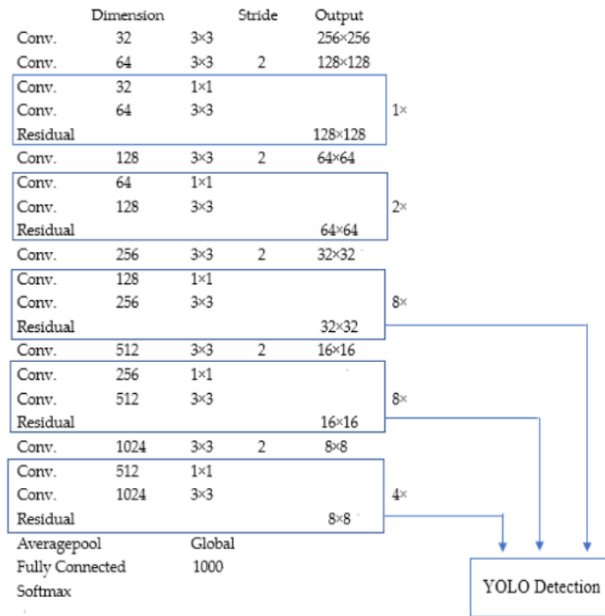 Dimension Stride Output
Conv. 32 3×3 256×256
Conv. 64 3×3 2 128×128
Conv. 32 1×1
Conv. 64 3×3 1×
Residual 128×128
Conv. 128 3×3 2 64×64
Conv. 64 1×1
Conv. 128 3×3 2×
Residual 64×64
Conv. 256 3×3 2 32×32
Conv. 128 1×1
Conv. 256 3×3 8×
Residual 32×32
Conv. 512 3×3 2 16×16
Conv. 256 1×1
Conv. 512 3×3 8×
Residual 16×16
Conv. 1024 3×3 2 8×8
Conv. 512 1×1
Conv. 1024 3×3 4×
Residual 8×8
Averagepool Global
Fully Connected 1000
Softmax
YOLO Detection